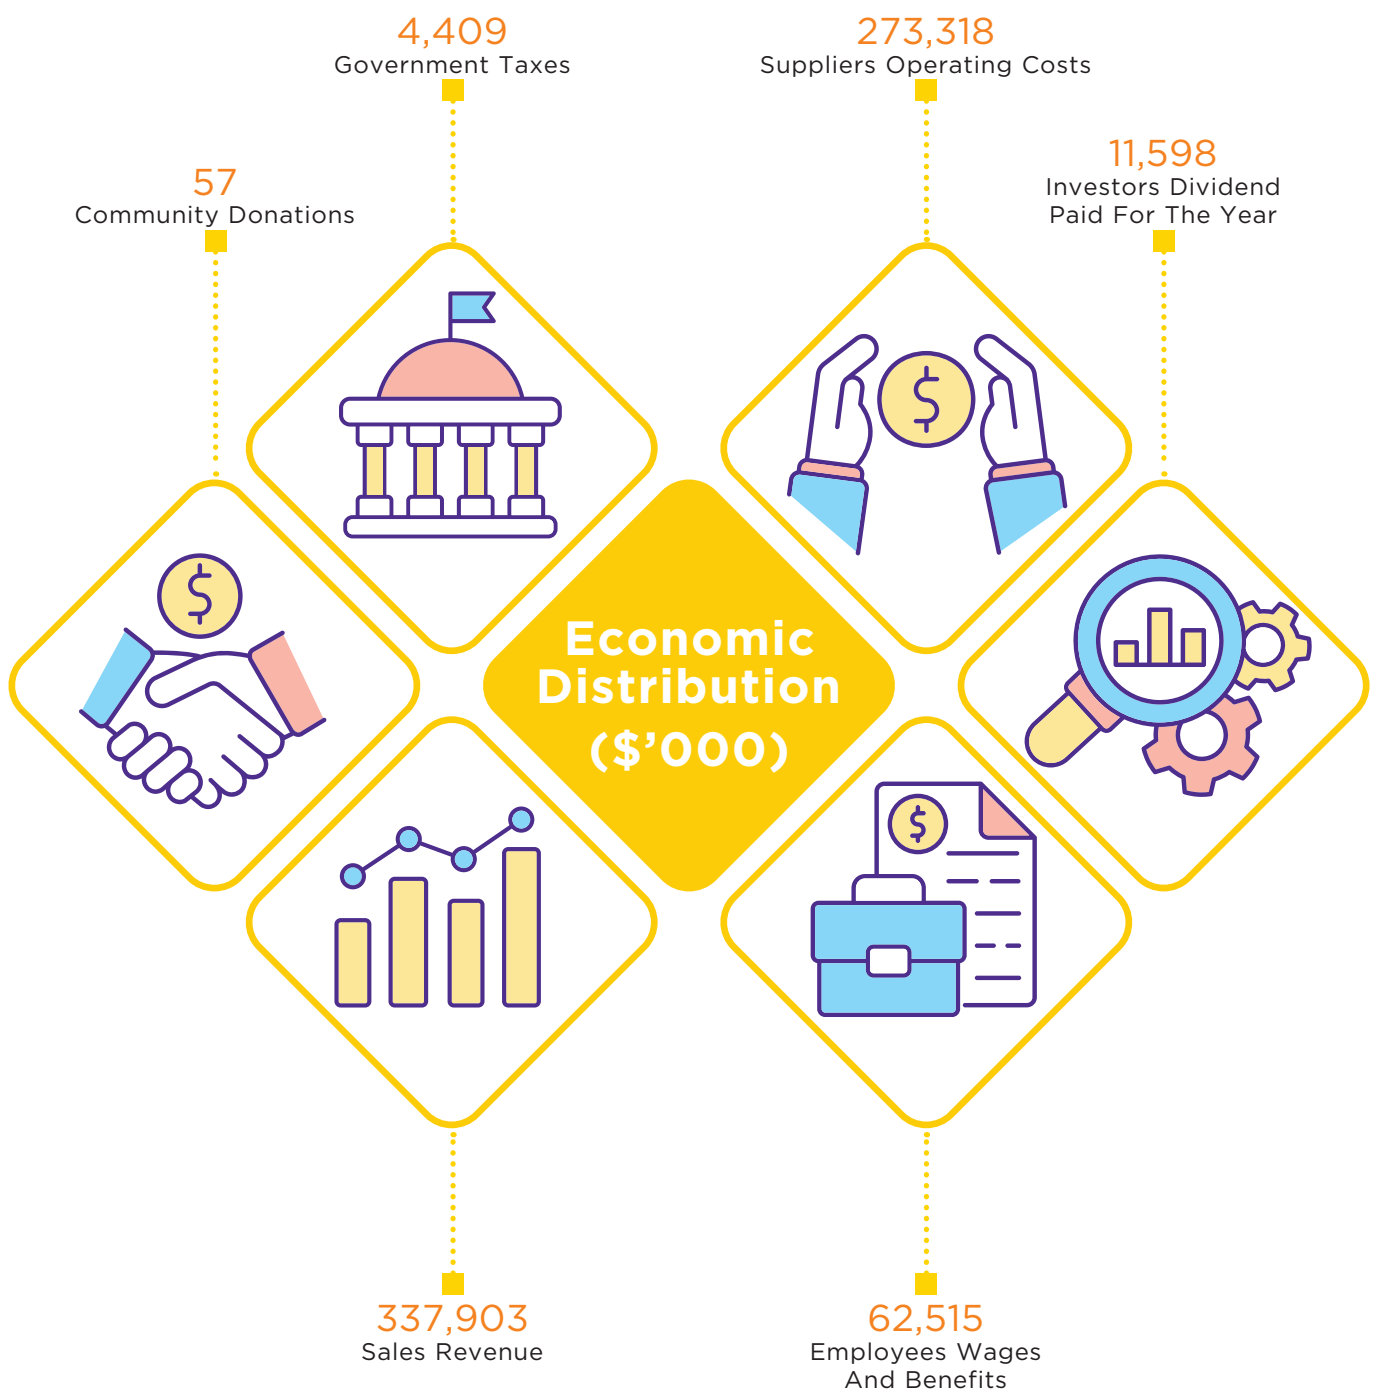 4,409
Government Taxes
273,318
Suppliers Operating Costs
57
Community Donations
11,598
Investors Dividend
Paid For The Year
$
$
Economic
Distribution
($’000)
$
337,903
Sales Revenue
62,515
Employees Wages
And Benefits